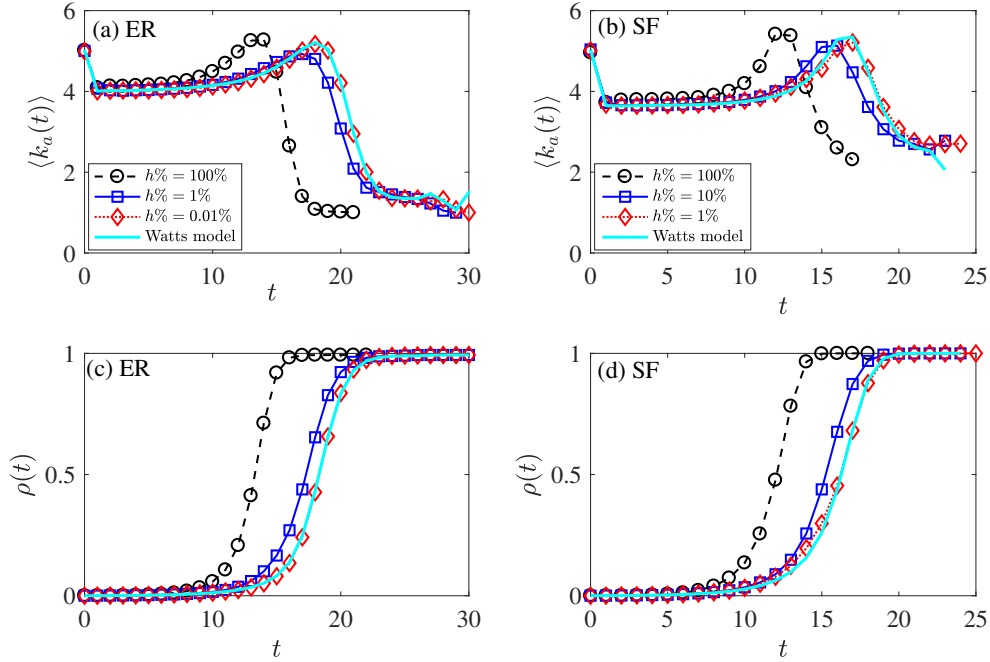 (a) ER
6
4
2
0
⟨k_a(t)⟩
h% = 100%
h% = 1%
h% = 0.01%
Watts model
0 10 20 30
t
(b) SF
6
4
2
0
⟨k_a(t)⟩
h% = 100%
h% = 10%
h% = 1%
Watts model
0 5 10 15 20 25
t
(c) ER
1
0.5
0
ρ(t)
0 10 20 30
t
(d) SF
1
0.5
0
ρ(t)
0 5 10 15 20 25
t